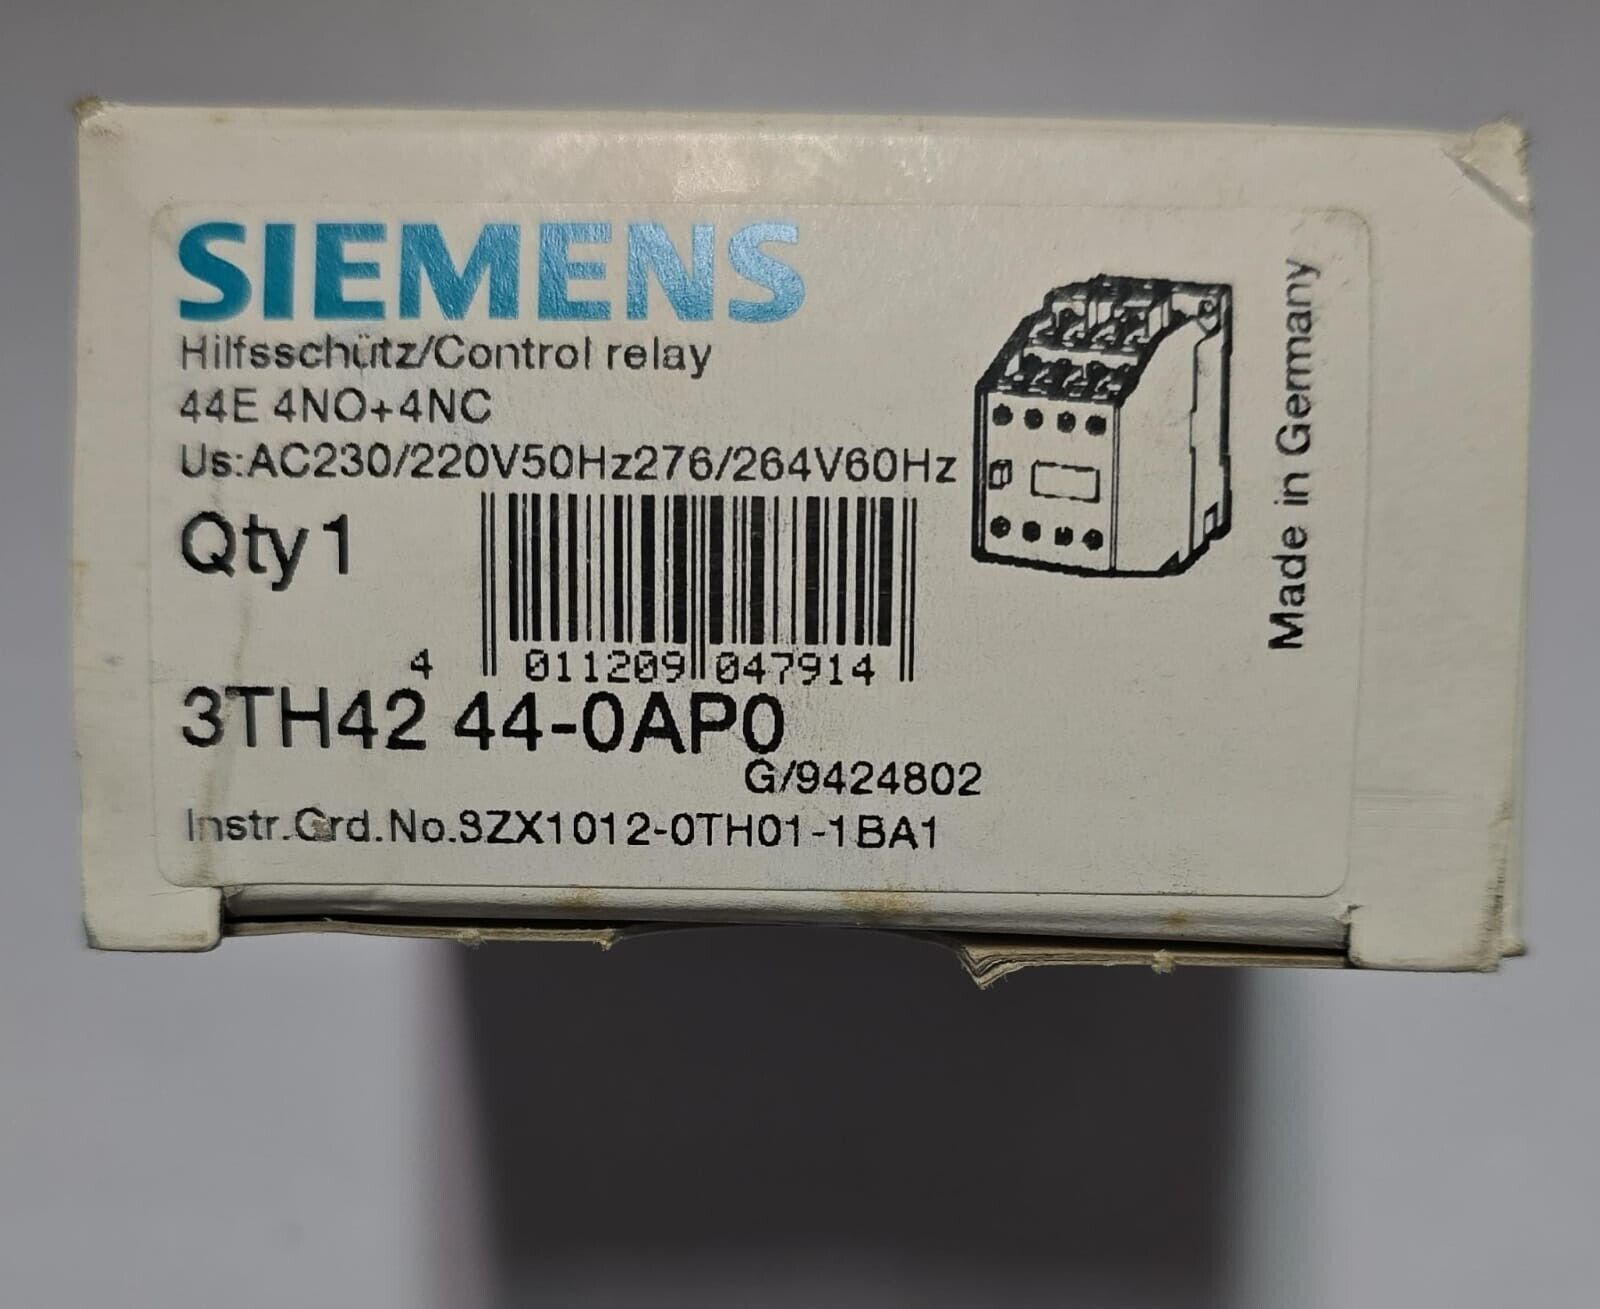 SIEMENS
Hilfsschütz/Control relay
44E 4NO+4NC
Us:AC230/220V50Hz276/264V60Hz
Qty 1
4 011209 047914
3TH42 44-0AP0
G/9424802
Instr.Ord.No.3ZX1012-0TH01-1BA1
Made in Germany